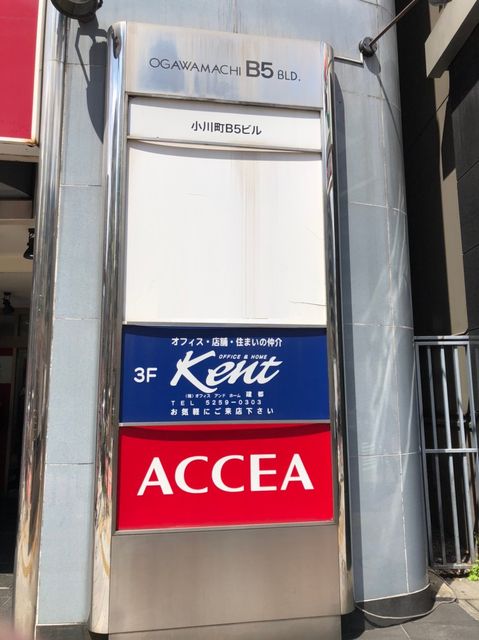 OGAWAMACHI B5 BLD.
小川町B5ビル
オフィス・店舗・住まいの仲介
OFFICE & HOME
3F Kent
(株)オフィス アンド ホーム 建都
TEL 5259-0303
お気軽にご来店下さい
ACCEA